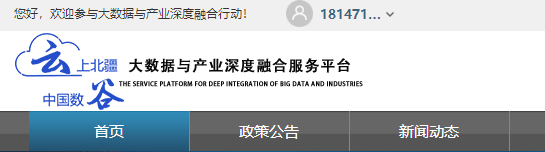 您好，欢迎参与大数据与产业深度融合行动！ 181471...
云上北疆
中国数谷
大数据与产业深度融合服务平台
THE SERVICE PLATFORM FOR DEEP INTEGRATION OF BIG DATA AND INDUSTRIES
首页 政策公告 新闻动态